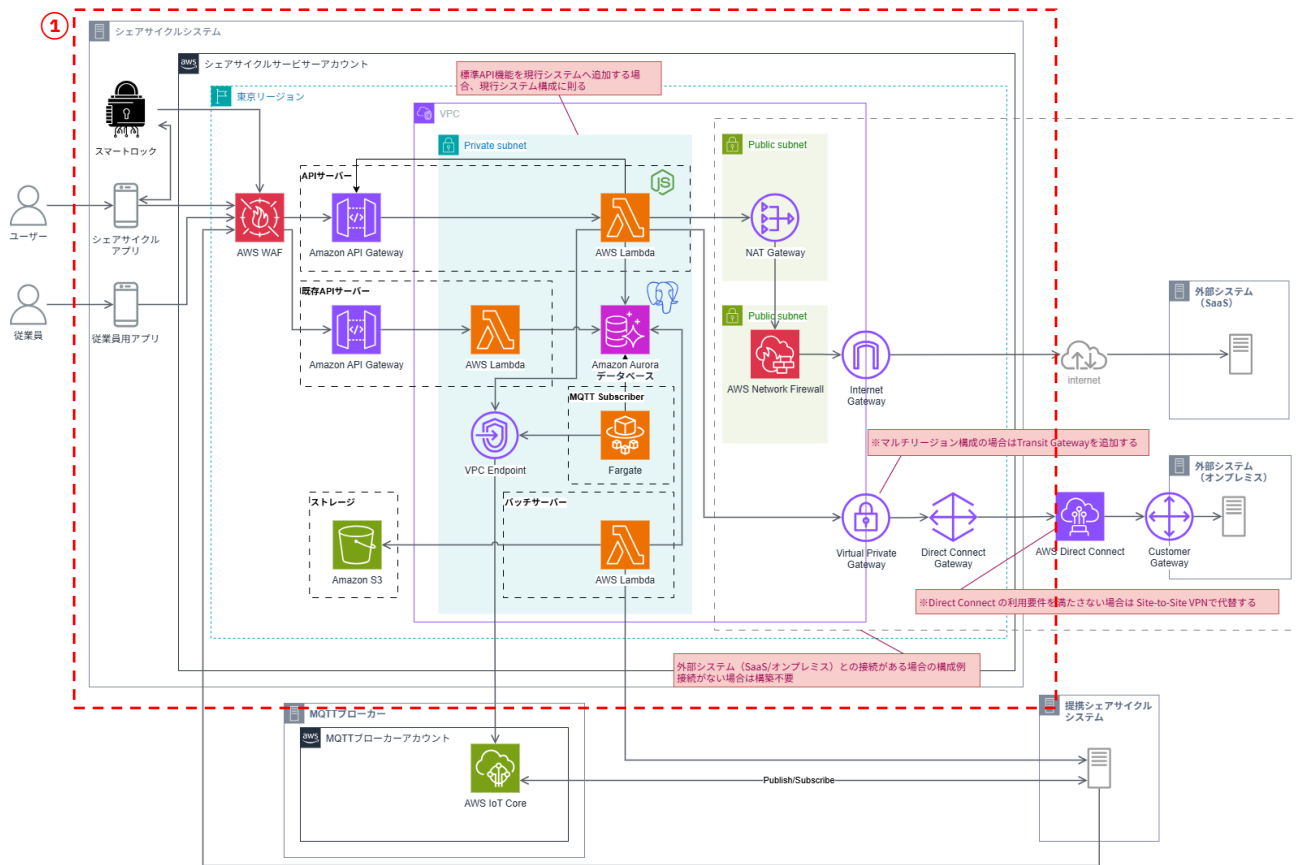 ①
シェアサイクルシステム
aws
シェアサイクルサービサーアカウント
標準API機能を現行システムへ追加する場
合、現行システム構成に則る
東京リージョン
VPC
Private subnet
Public subnet
スマートロック
APIサーバー
JS
ユーザー
シェアサイクル
アプリ
AWS WAF
Amazon API Gateway
AWS Lambda
NAT Gateway
既存APIサーバー
Public subnet
外部システム
（SaaS）
従業員
従業員用アプリ
Amazon API Gateway
AWS Lambda
Amazon Aurora
データベース
AWS Network Firewall
Internet
Gateway
internet
MQTT Subscriber
※マルチリージョン構成の場合はTransit Gatewayを追加する
VPC Endpoint
Fargate
外部システム
（オンプレミス）
ストレージ
バッチサーバー
Amazon S3
AWS Lambda
Virtual Private
Gateway
Direct Connect
Gateway
AWS Direct Connect
Customer
Gateway
※Direct Connect の利用要件を満たさない場合は Site-to-Site VPNで代替する
外部システム（SaaS/オンプレミス）との接続がある場合の構成例
接続がない場合は構築不要
MQTTブローカー
提携シェアサイクル
システム
aws
MQTTブローカーアカウント
Publish/Subscribe
AWS IoT Core